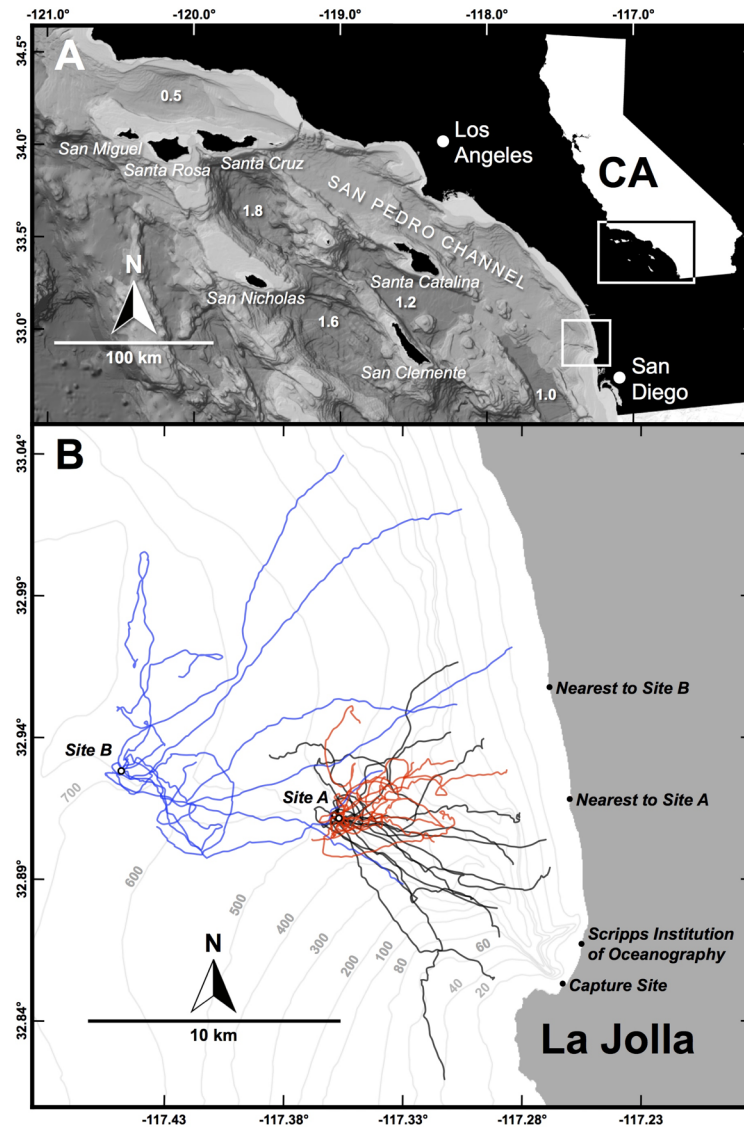 -121.0° -120.0° -119.0° -118.0° -117.0°
A
34.5°
34.0°
33.5°
33.0°
0.5
San Miguel
Santa Rosa
Santa Cruz
Los
Angeles
CA
SAN PEDRO CHANNEL
1.8
N
San Nicholas
Santa Catalina
1.2
1.6
100 km
San Clemente
1.0
San
Diego
B
33.04°
32.99°
32.94°
32.89°
32.84°
Nearest to Site B
Site B
Site A
Nearest to Site A
700
600
500
400
300
200
100
80
60
40
20
N
10 km
Scripps Institution
of Oceanography
Capture Site
La Jolla
-117.43 -117.38° -117.33° -117.28° -117.23°